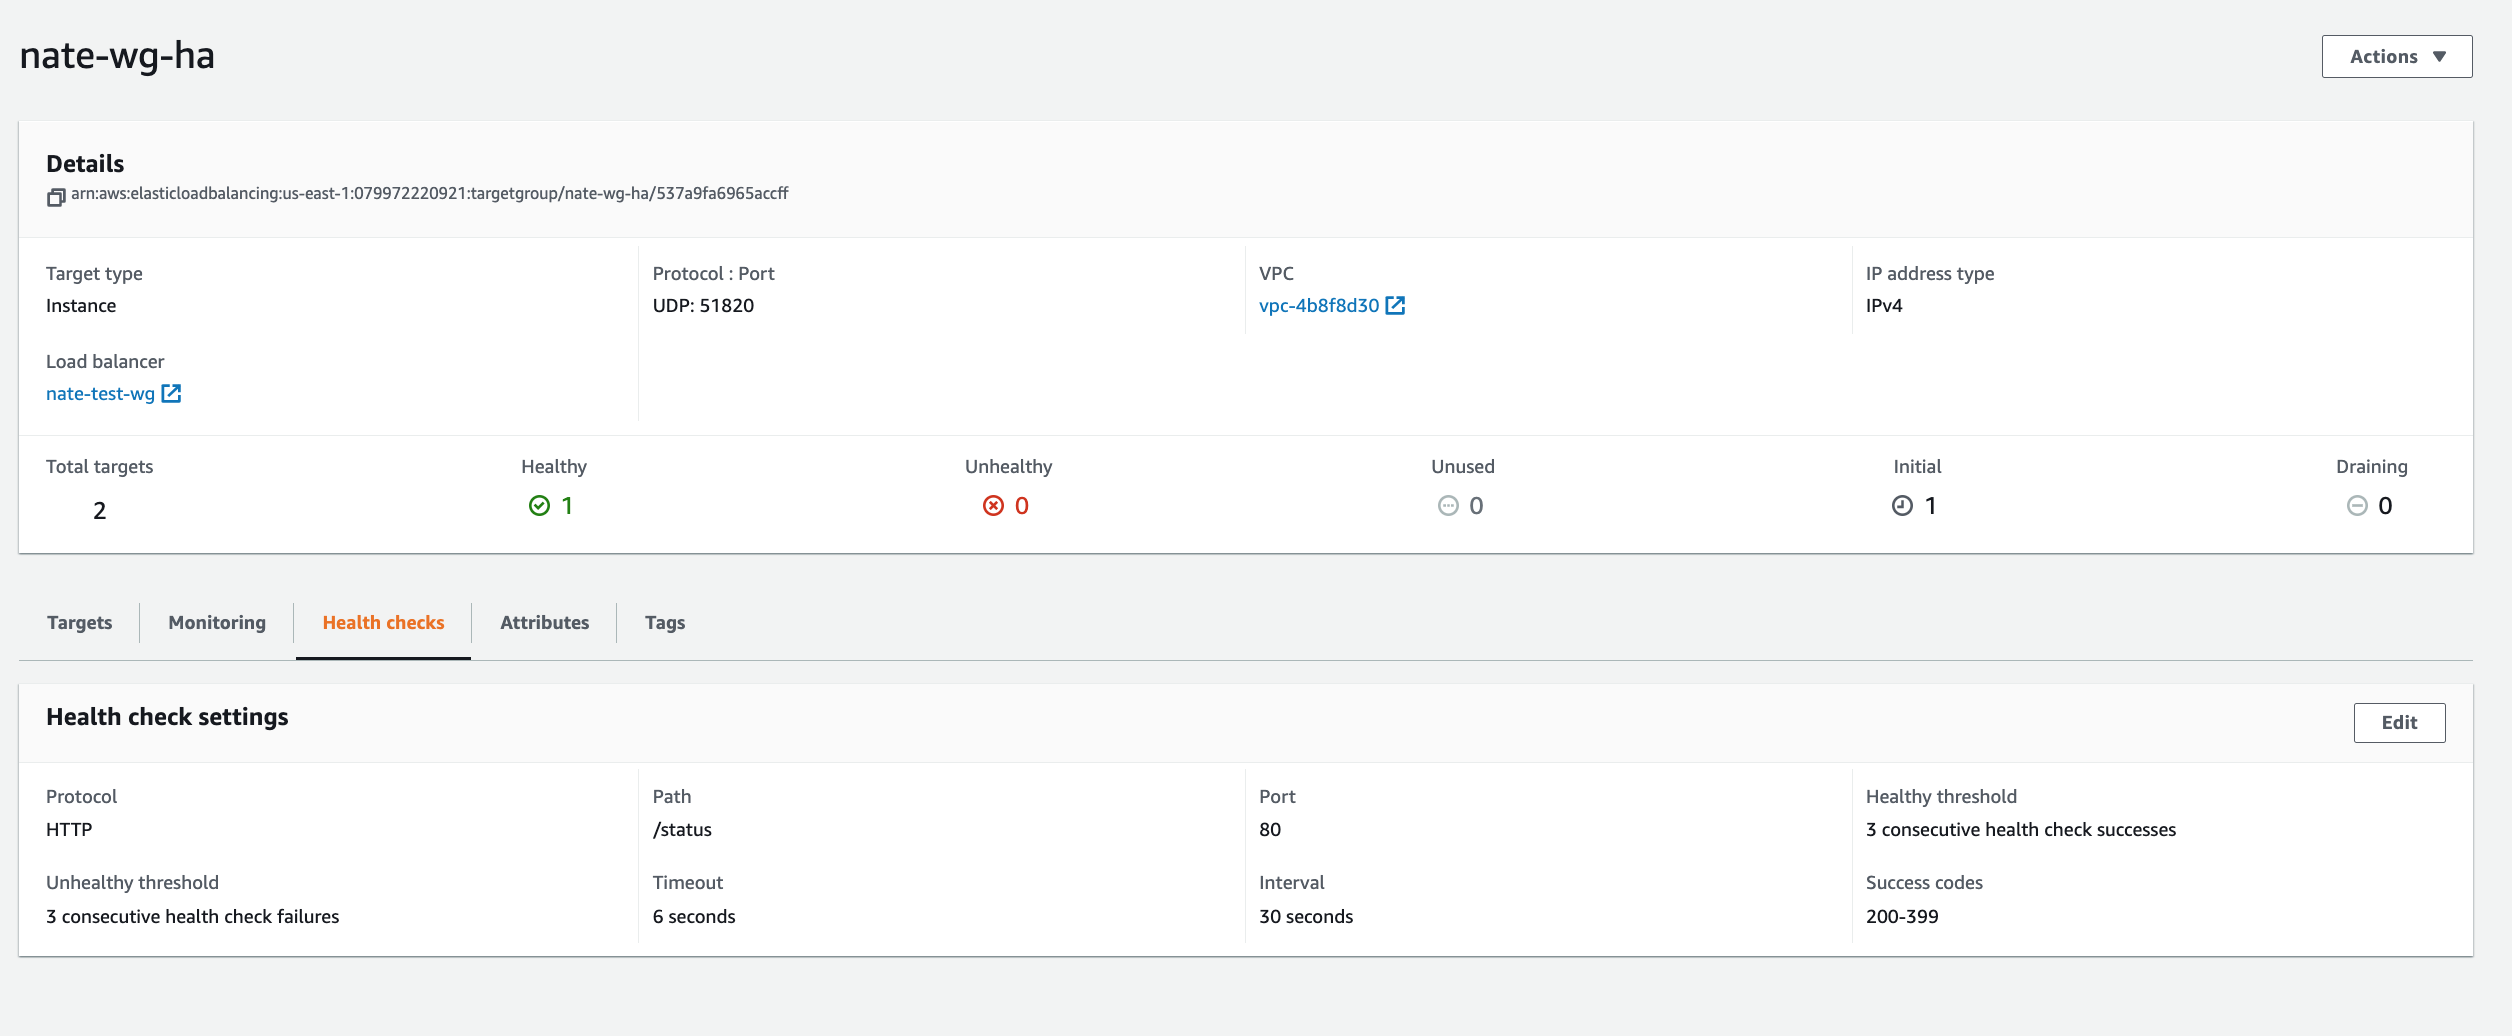 nate-wg-ha
Actions
Details
arn:aws:elasticloadbalancing:us-east-1:079972220921:targetgroup/nate-wg-ha/537a9fa6965accff
Target type
Instance
Protocol : Port
UDP: 51820
VPC
vpc-4b8f8d30
IP address type
IPv4
Load balancer
nate-test-wg
Total targets
2
Healthy
1
Unhealthy
0
Unused
0
Initial
1
Draining
0
Targets
Monitoring
Health checks
Attributes
Tags
Health check settings
Edit
Protocol
HTTP
Path
/status
Port
80
Healthy threshold
3 consecutive health check successes
Unhealthy threshold
3 consecutive health check failures
Timeout
6 seconds
Interval
30 seconds
Success codes
200-399